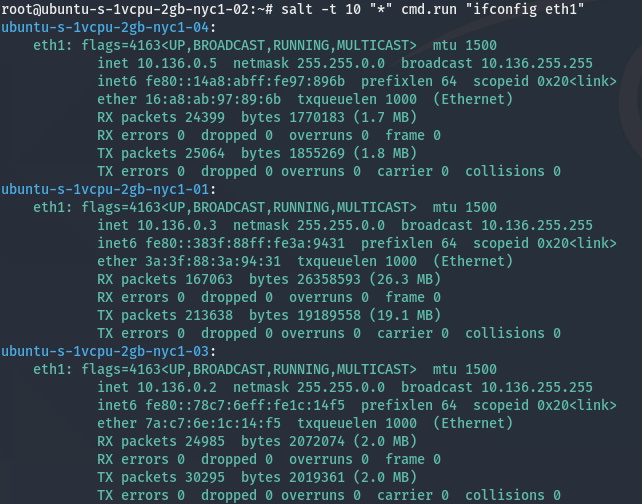 root@ubuntu-s-1vcpu-2gb-nyc1-02:~# salt -t 10 "*" cmd.run "ifconfig eth1"
ubuntu-s-1vcpu-2gb-nyc1-04:
    eth1: flags=4163<UP,BROADCAST,RUNNING,MULTICAST>  mtu 1500
            inet 10.136.0.5  netmask 255.255.0.0  broadcast 10.136.255.255
            inet6 fe80::14a8:abff:fe97:896b  prefixlen 64  scopeid 0x20<link>
            ether 16:a8:ab:97:89:6b  txqueuelen 1000  (Ethernet)
            RX packets 24399  bytes 1770183 (1.7 MB)
            RX errors 0  dropped 0  overruns 0  frame 0
            TX packets 25064  bytes 1855269 (1.8 MB)
            TX errors 0  dropped 0 overruns 0  carrier 0  collisions 0
ubuntu-s-1vcpu-2gb-nyc1-01:
    eth1: flags=4163<UP,BROADCAST,RUNNING,MULTICAST>  mtu 1500
            inet 10.136.0.3  netmask 255.255.0.0  broadcast 10.136.255.255
            inet6 fe80::383f:88ff:fe3a:9431  prefixlen 64  scopeid 0x20<link>
            ether 3a:3f:88:3a:94:31  txqueuelen 1000  (Ethernet)
            RX packets 167063  bytes 26358593 (26.3 MB)
            RX errors 0  dropped 0  overruns 0  frame 0
            TX packets 213638  bytes 19189558 (19.1 MB)
            TX errors 0  dropped 0 overruns 0  carrier 0  collisions 0
ubuntu-s-1vcpu-2gb-nyc1-03:
    eth1: flags=4163<UP,BROADCAST,RUNNING,MULTICAST>  mtu 1500
            inet 10.136.0.2  netmask 255.255.0.0  broadcast 10.136.255.255
            inet6 fe80::78c7:6eff:fe1c:14f5  prefixlen 64  scopeid 0x20<link>
            ether 7a:c7:6e:1c:14:f5  txqueuelen 1000  (Ethernet)
            RX packets 24985  bytes 2072074 (2.0 MB)
            RX errors 0  dropped 0  overruns 0  frame 0
            TX packets 30295  bytes 2019361 (2.0 MB)
            TX errors 0  dropped 0 overruns 0  carrier 0  collisions 0